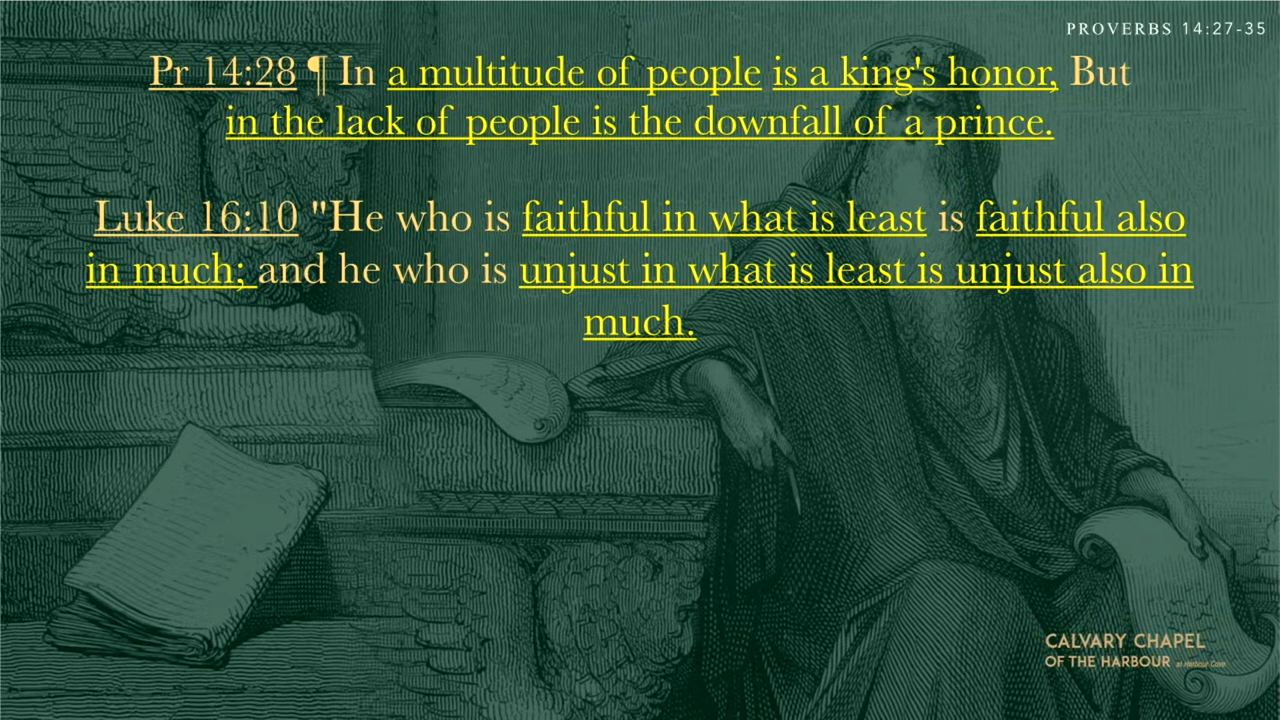 PROVERBS 14:27-35
Pr 14:28 ¶ In a multitude of people is a king's honor, But
in the lack of people is the downfall of a prince.
Luke 16:10 "He who is faithful in what is least is faithful also
in much; and he who is unjust in what is least is unjust also in
much.
CALVARY CHAPEL
OF THE HARBOUR at Harbour Cove